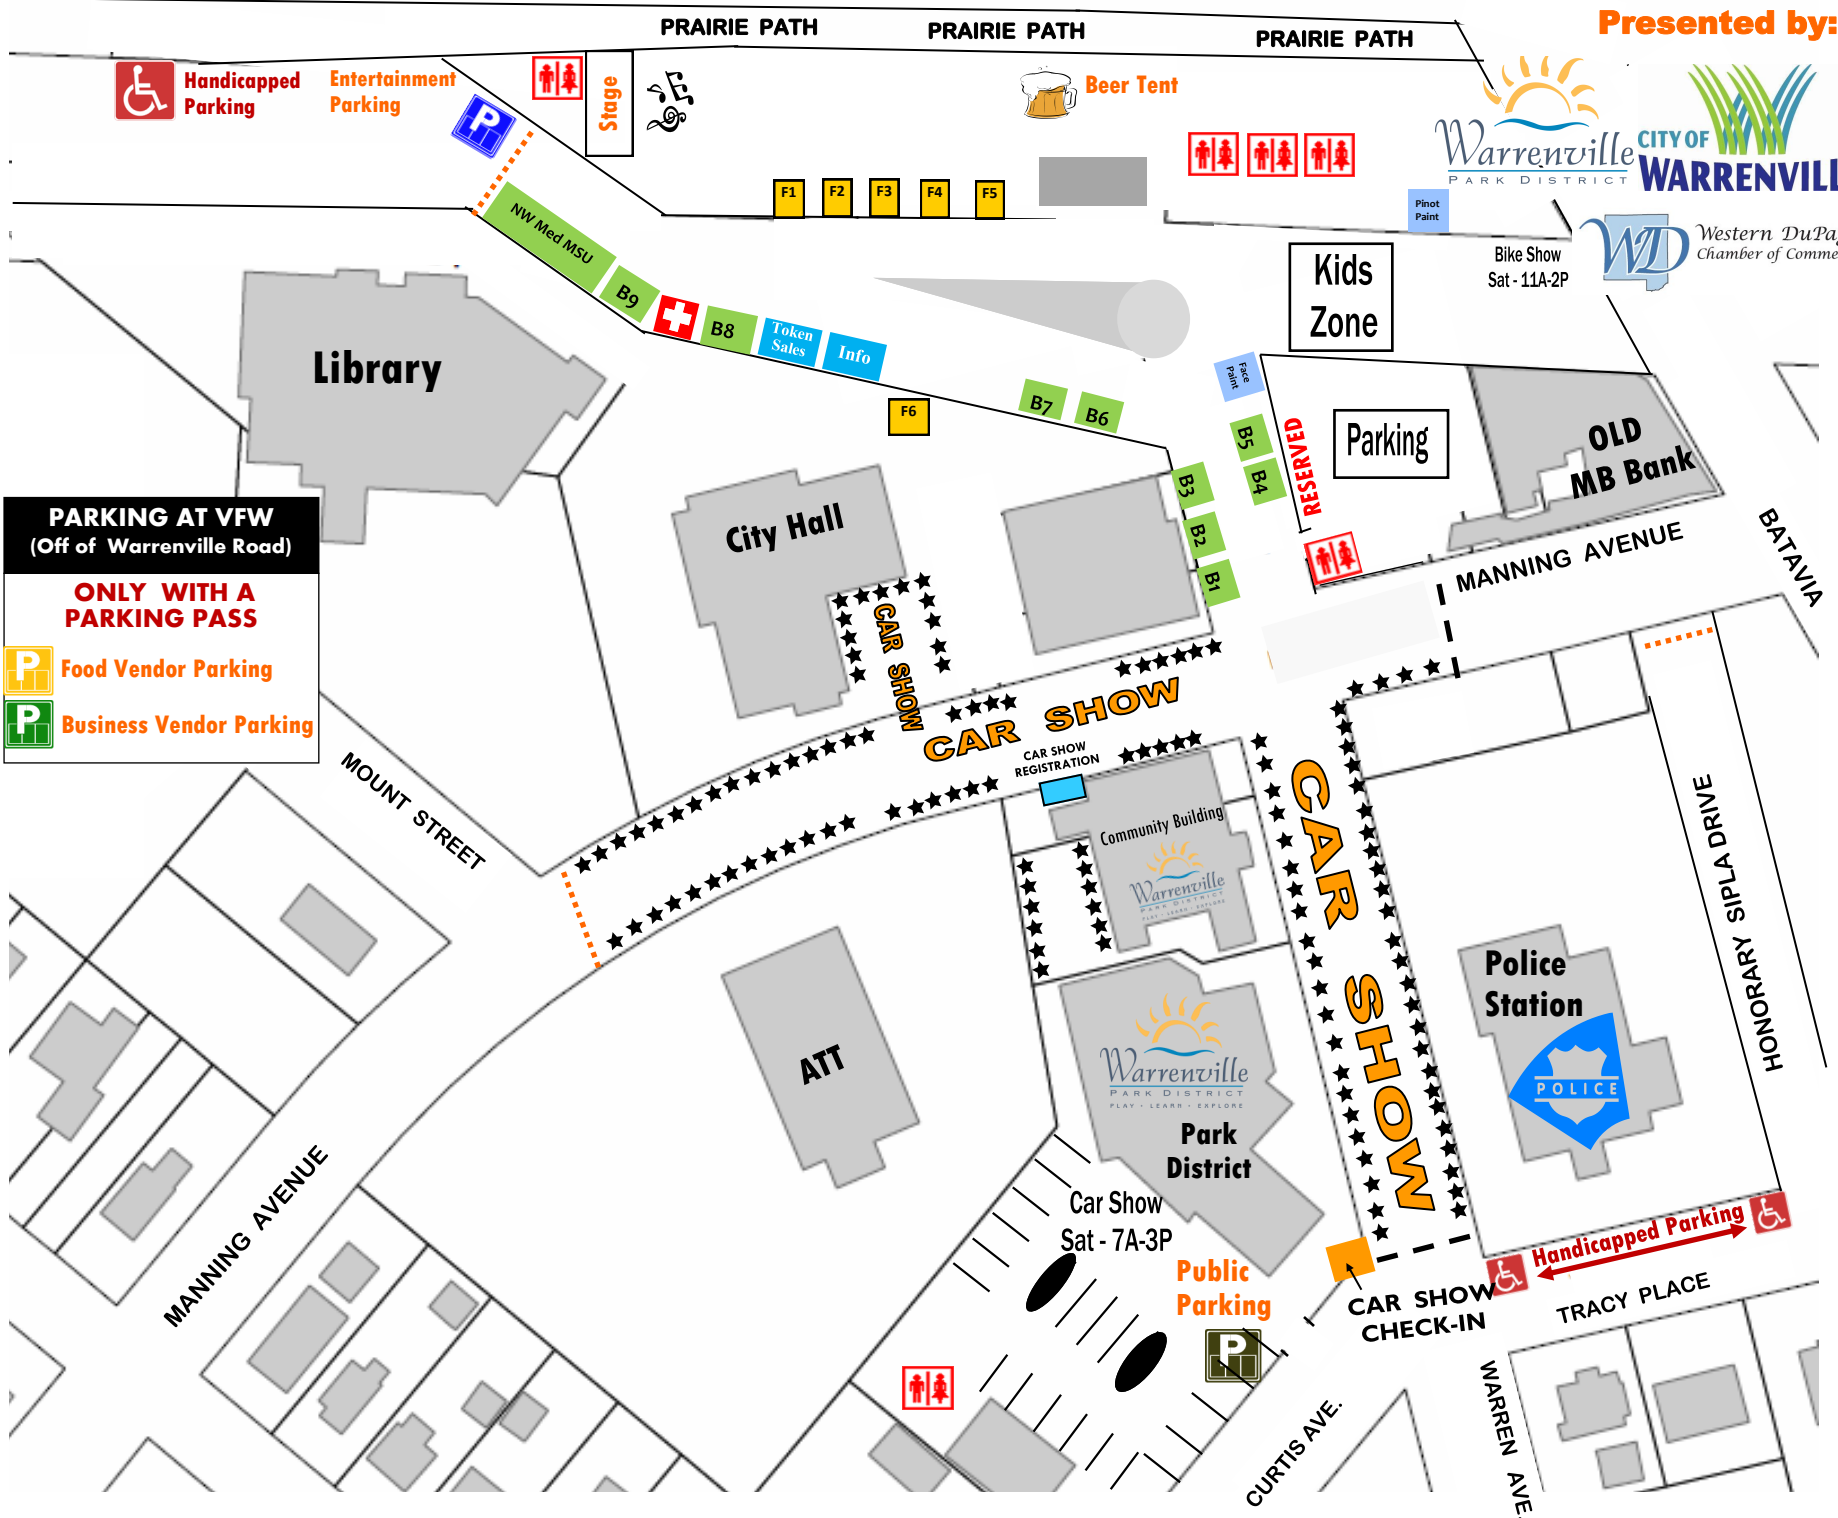 PRAIRIE PATH
PRAIRIE PATH
PRAIRIE PATH
Presented by:
Handicapped
Parking
Entertainment
Parking
P
Stage
Beer Tent
Warrenville
PARK DISTRICT
CITY OF
WARRENVILL
F1
F2
F3
F4
F5
Pinot
Paint
NW Med MSU
B9
B8
Token
Sales
Info
F6
B7
B6
Kids
Zone
Bike Show
Sat - 11A-2P
WD
Western DuPa
Chamber of Comme
Face
Paint
B5
B4
B3
B2
B1
RESERVED
Parking
OLD
MB Bank
Library
City Hall
MANNING AVENUE
BATAVIA
PARKING AT VFW
(Off of Warrenville Road)
ONLY WITH A
PARKING PASS
P
Food Vendor Parking
P
Business Vendor Parking
CAR SHOW
CAR SHOW
CAR SHOW
REGISTRATION
MOUNT STREET
Community Building
Warrenville
PARK DISTRICT
PLAY - LEARN - EXPLORE
CAR SHOW
HONORARY SIPLA DRIVE
Police
Station
POLICE
ATT
Warrenville
PARK DISTRICT
PLAY - LEARN - EXPLORE
Park
District
MANNING AVENUE
Car Show
Sat - 7A-3P
Public
Parking
P
Handicapped Parking
CAR SHOW
CHECK-IN
TRACY PLACE
CURTIS AVE.
WARREN AVE.